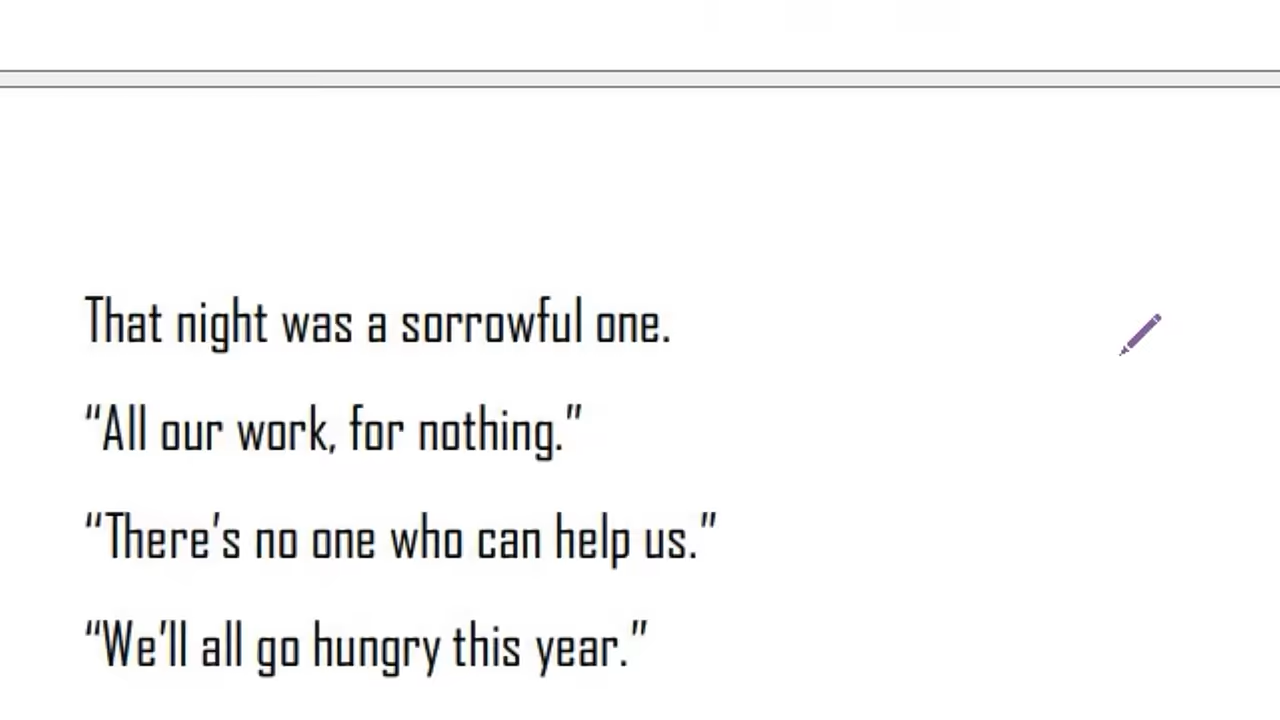 That night was a sorrowful one.
“All our work, for nothing.”
“There’s no one who can help us.”
“We’ll all go hungry this year.”